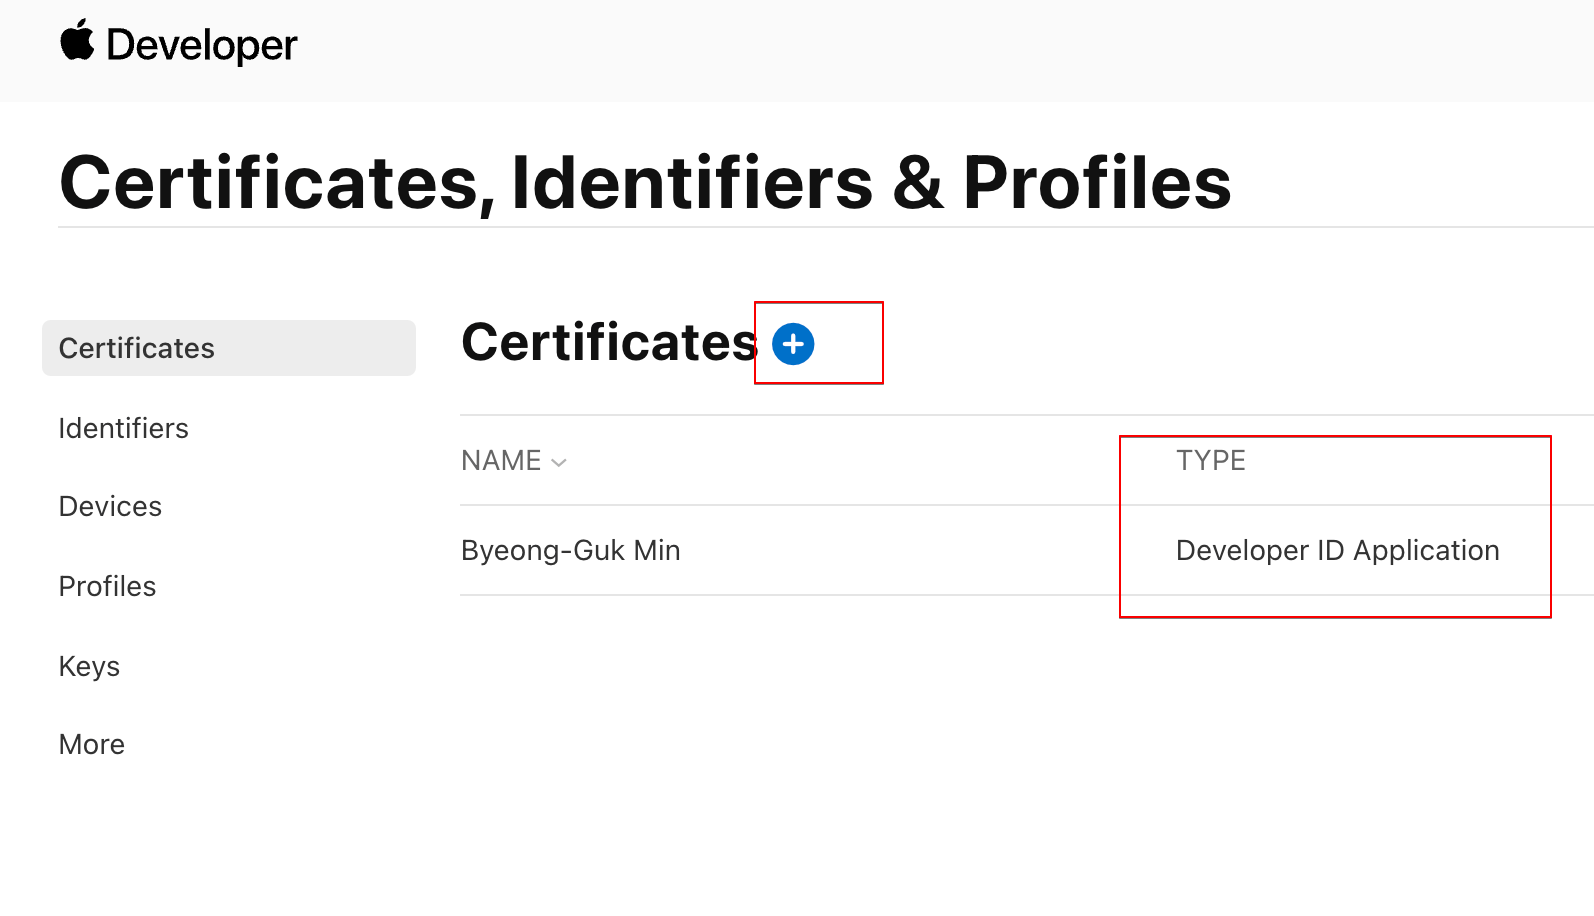 Developer
Certificates, Identifiers & Profiles
Certificates
Identifiers
Devices
Profiles
Keys
More
Certificates
NAME
TYPE
Byeong-Guk Min
Developer ID Application